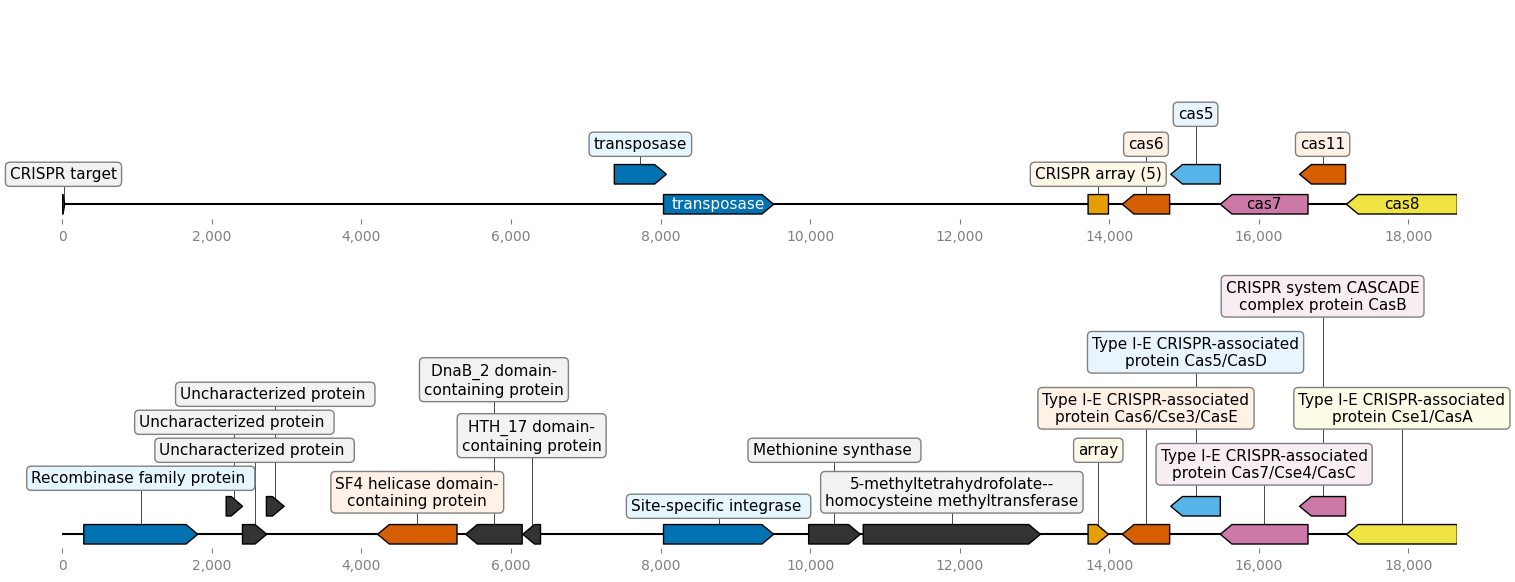 cas5
transposase
cas6
cas11
CRISPR target
CRISPR array (5)
transposase
cas7
cas8
0
2,000
4,000
6,000
8,000
10,000
12,000
14,000
16,000
18,000
CRISPR system CASCADE
complex protein CasB
Type I-E CRISPR-associated
protein Cas5/CasD
DnaB_2 domain-
containing protein
Uncharacterized protein
Type I-E CRISPR-associated
protein Cas6/Cse3/CasE
Type I-E CRISPR-associated
protein Cse1/CasA
Uncharacterized protein
HTH_17 domain-
containing protein
Uncharacterized protein
Methionine synthase
array
Type I-E CRISPR-associated
protein Cas7/Cse4/CasC
Recombinase family protein
SF4 helicase domain-
containing protein
5-methyltetrahydrofolate--
homocysteine methyltransferase
Site-specific integrase
0
2,000
4,000
6,000
8,000
10,000
12,000
14,000
16,000
18,000